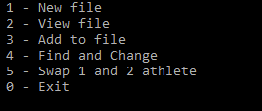 1 - New file
2 - View file
3 - Add to file
4 - Find and Change
5 - Swap 1 and 2 athlete
0 - Exit